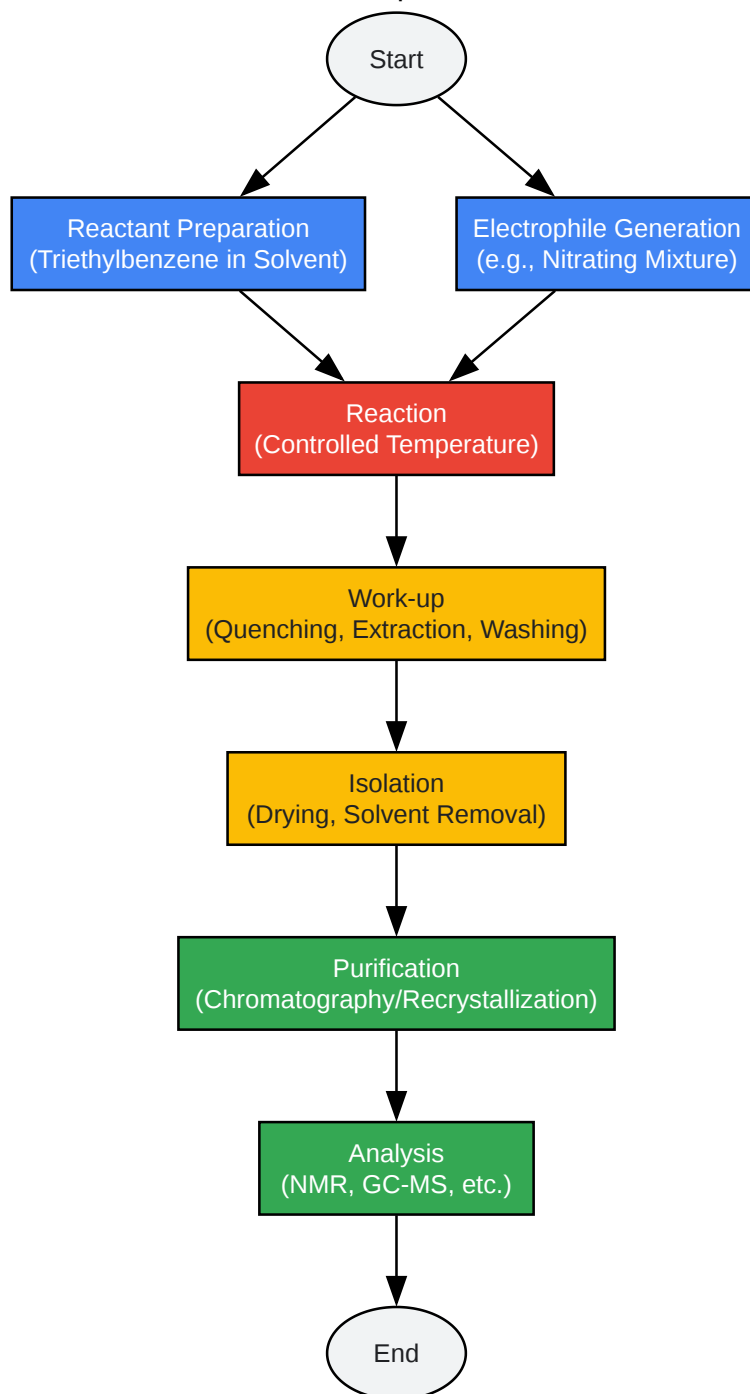 Start
Reactant Preparation
(Triethylbenzene in Solvent)
Electrophile Generation
(e.g., Nitrating Mixture)
Reaction
(Controlled Temperature)
Work-up
(Quenching, Extraction, Washing)
Isolation
(Drying, Solvent Removal)
Purification
(Chromatography/Recrystallization)
Analysis
(NMR, GC-MS, etc.)
End